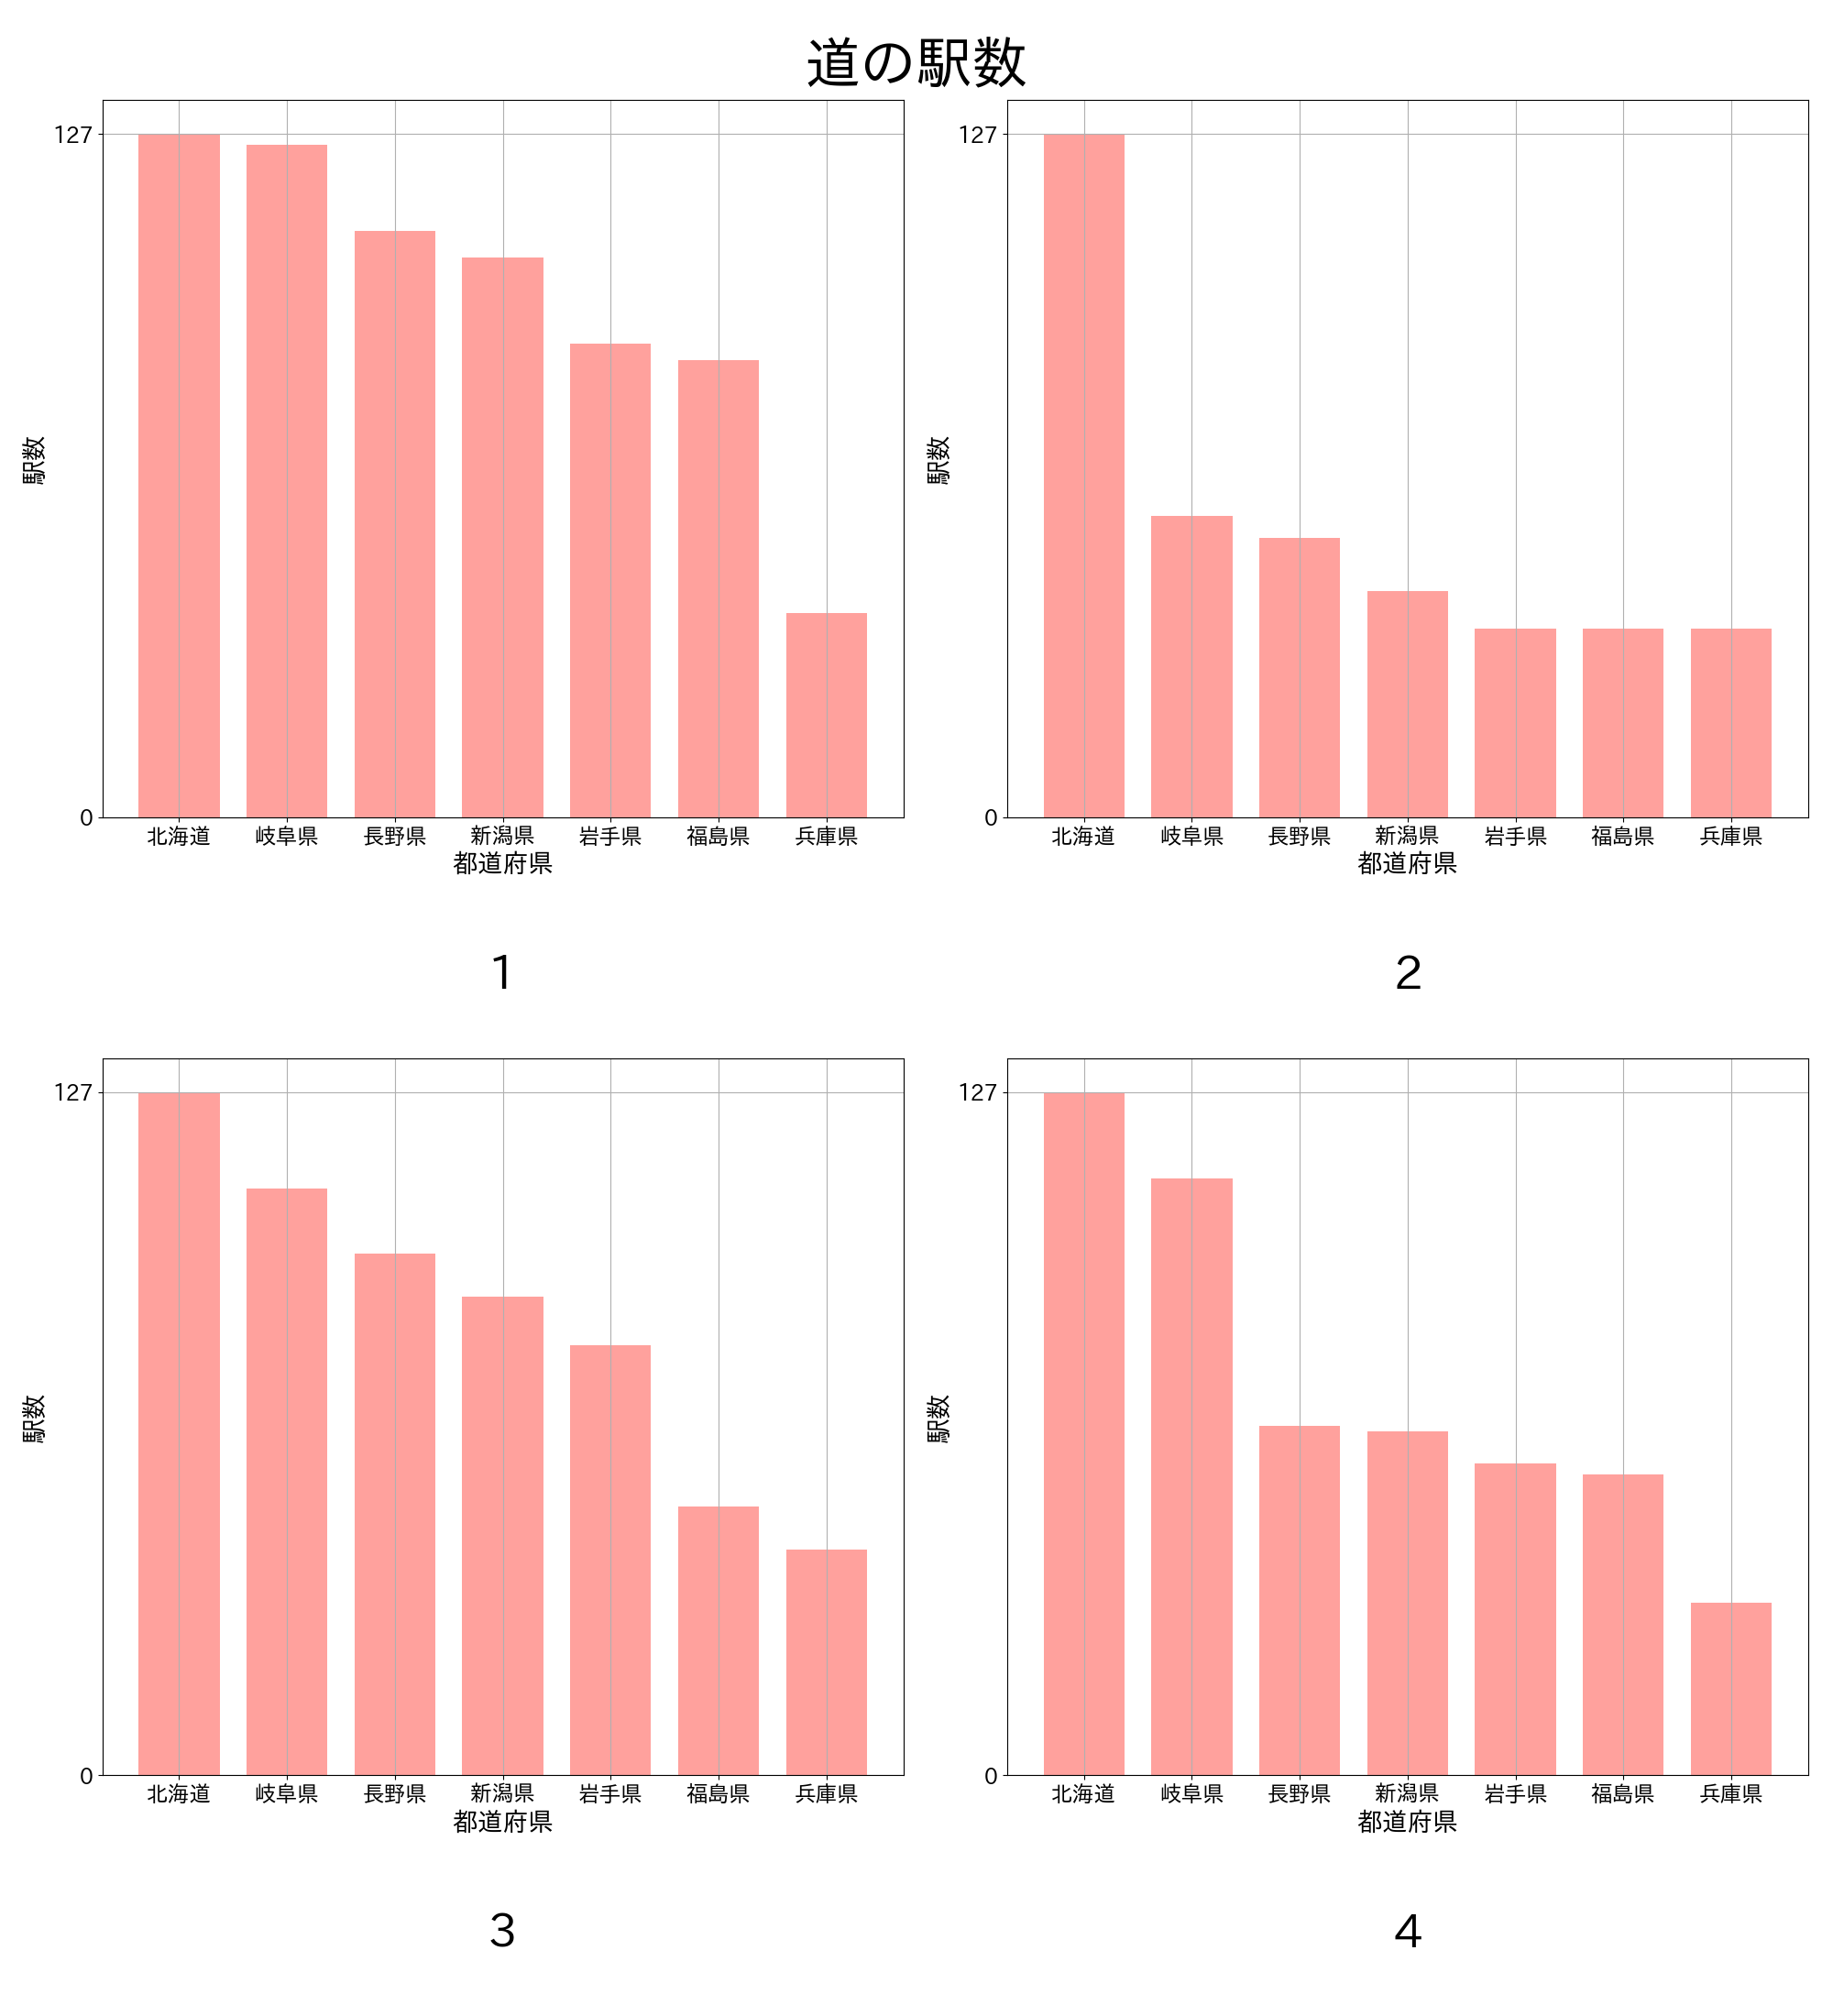 道の駅数
127
0
駅数
北海道 岐阜県 長野県 新潟県 岩手県 福島県 兵庫県
都道府県
1
127
0
駅数
北海道 岐阜県 長野県 新潟県 岩手県 福島県 兵庫県
都道府県
2
127
0
駅数
北海道 岐阜県 長野県 新潟県 岩手県 福島県 兵庫県
都道府県
3
127
0
駅数
北海道 岐阜県 長野県 新潟県 岩手県 福島県 兵庫県
都道府県
4